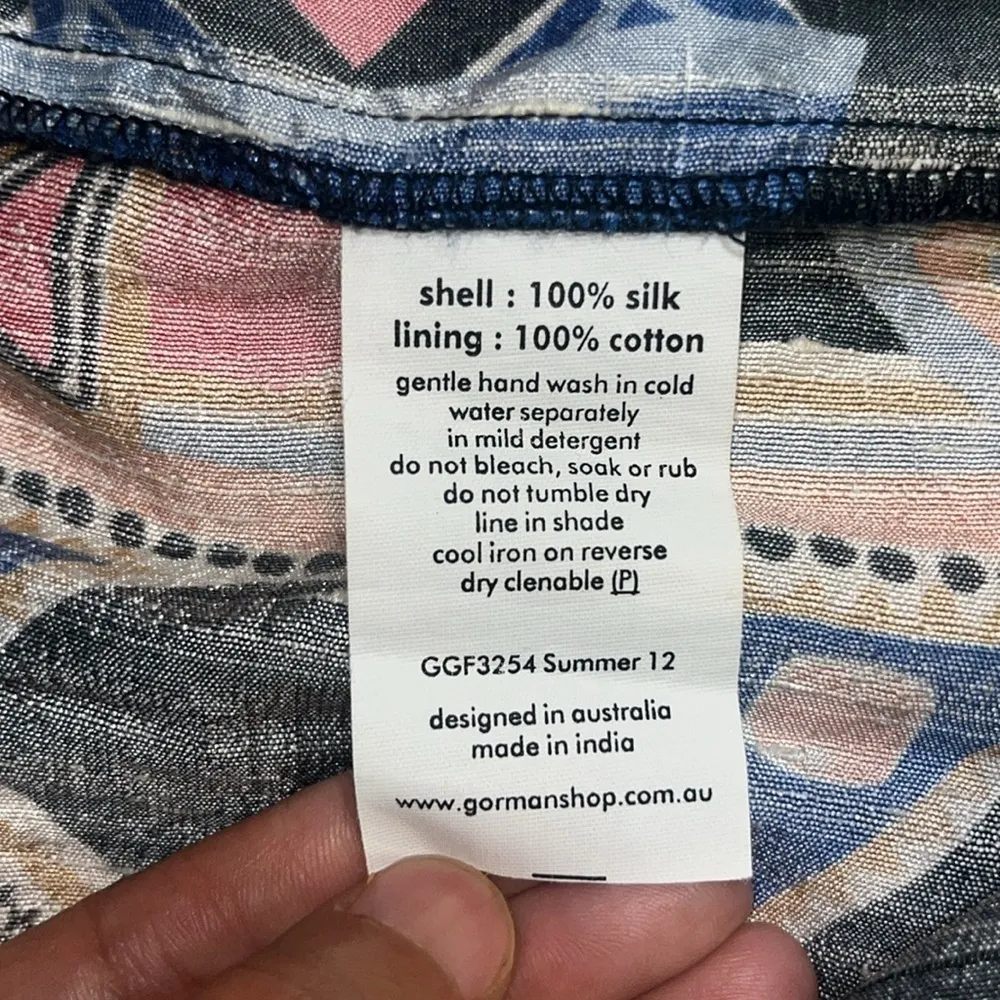 shell : 100% silk
lining : 100% cotton
gentle hand wash in cold
water separately
in mild detergent
do not bleach, soak or rub
do not tumble dry
line in shade
cool iron on reverse
dry clenable (P)
GGF3254 Summer 12
designed in australia
made in india
www.gormanshop.com.au